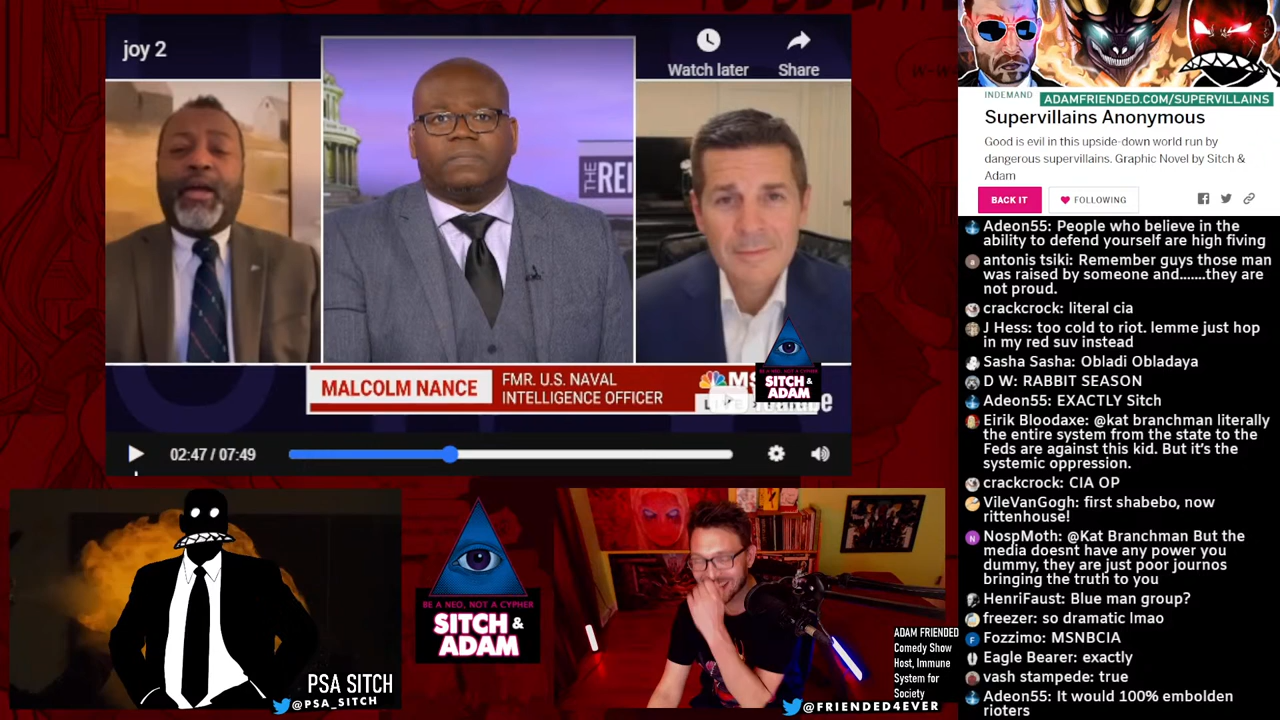 joy 2
Watch later
Share
THE
REI
MALCOLM NANCE
FMR. U.S. NAVAL
INTELLIGENCE OFFICER
BE A NEO, NOT A CYPHER
SITCH &
ADAM
02:47 / 07:49
PSA SITCH
@PSA_SITCH
BE A NEO, NOT A CYPHER
SITCH &
ADAM
ADAM FRIENDED
Comedy Show
Host, Immune
System for
Society
@FRIENDED4EVER
INDEMAND
ADAMFRIENDED.COM/SUPERVILLAINS
Supervillains Anonymous
Good is evil in this upside-down world run by
dangerous supervillains. Graphic Novel by Sitch &
Adam
BACK IT
FOLLOWING
Adeon55: People who believe in the
ability to defend yourself are high fiving
antonis tsiki: Remember guys those man
was raised by someone and.......they are
not proud.
crackcrock: literal cia
J Hess: too cold to riot. lemme just hop
in my red suv instead
Sasha Sasha: Obladi Obladaya
D W: RABBIT SEASON
Adeon55: EXACTLY Sitch
Eirik Bloodaxe: @kat branchman literally
the entire system from the state to the
Feds are against this kid. But it's the
systemic oppression.
crackcrock: CIA OP
VileVanGogh: first shabebo, now
rittenhouse!
NospMoth: @Kat Branchman But the
media doesnt have any power you
dummy, they are just poor journos
bringing the truth to you
HenriFaust: Blue man group?
freezer: so dramatic lmao
Fozzimo: MSNBCIA
Eagle Bearer: exactly
vash stampede: true
Adeon55: It would 100% embolden
rioters